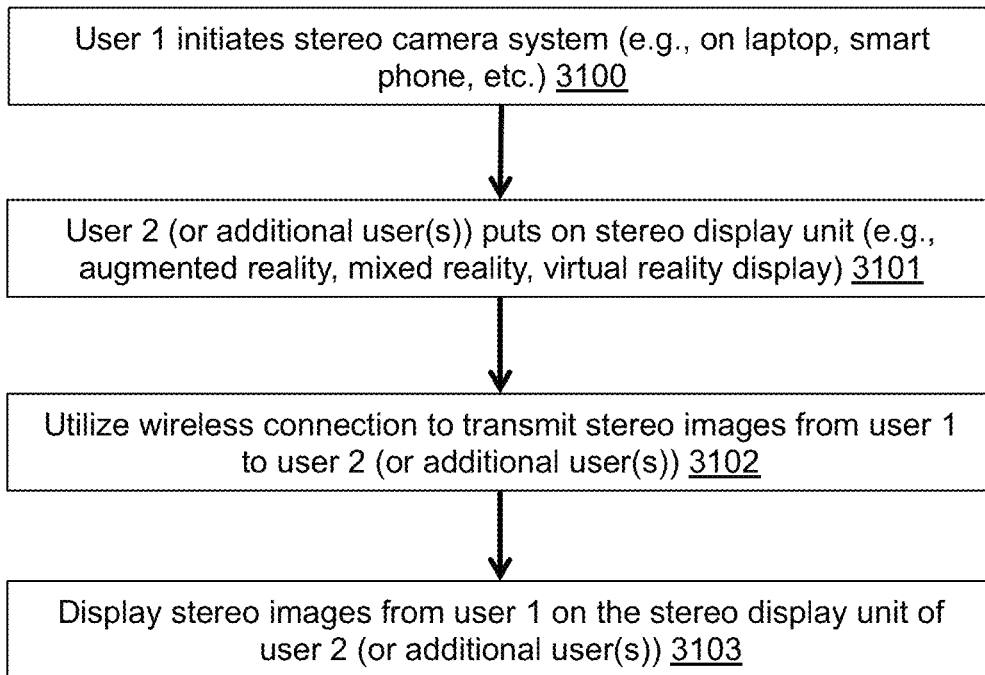 User 1 initiates stereo camera system (e.g., on laptop, smart
phone, etc.) 3100
User 2 (or additional user(s)) puts on stereo display unit (e.g.,
augmented reality, mixed reality, virtual reality display) 3101
Utilize wireless connection to transmit stereo images from user 1
to user 2 (or additional user(s)) 3102
Display stereo images from user 1 on the stereo display unit of
user 2 (or additional user(s)) 3103